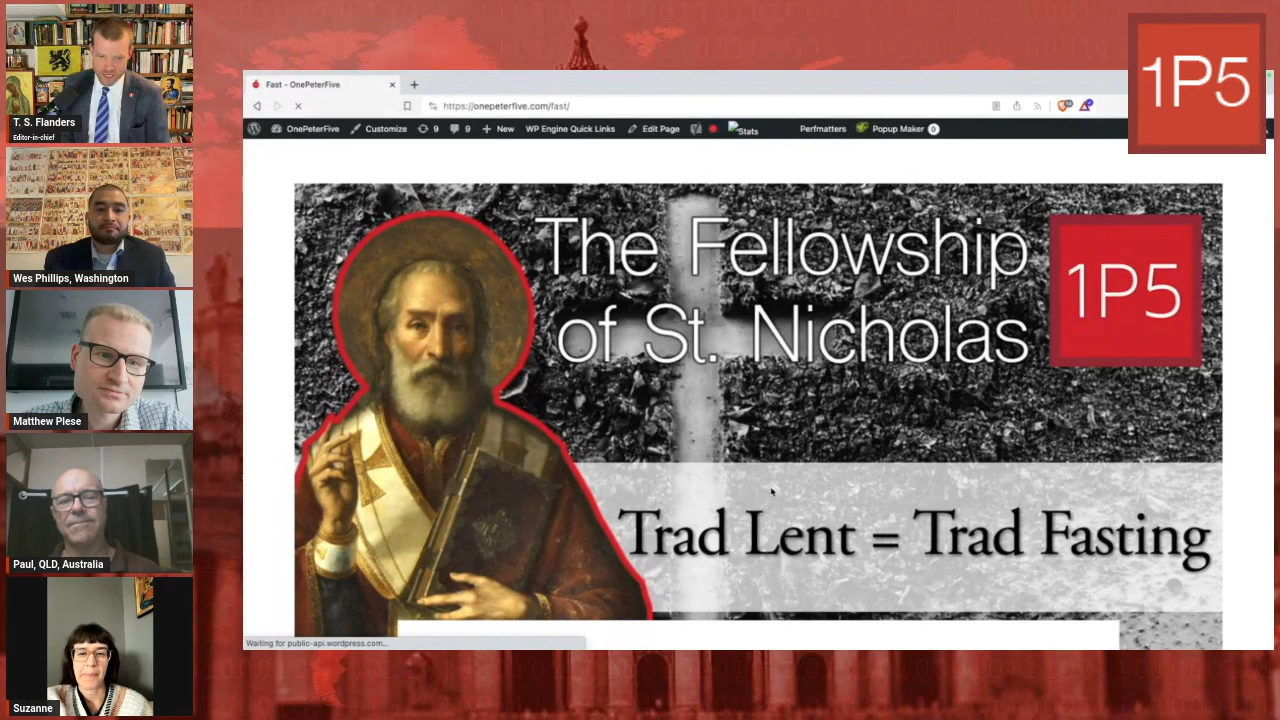 T. S. Flanders
Editor-in-chief
Wes Phillips, Washington
Matthew Plese
Paul, QLD, Australia
Suzanne
Fast - OnePeterFive
https://onepeterfive.com/fast/
OnePeterFive Customize 9 9 New WP Engine Quick Links Edit Page Stats Perfmatters Popup Maker 0
1P5
The Fellowship
of St. Nicholas
1P5
Trad Lent = Trad Fasting
Waiting for public-api.wordpress.com...